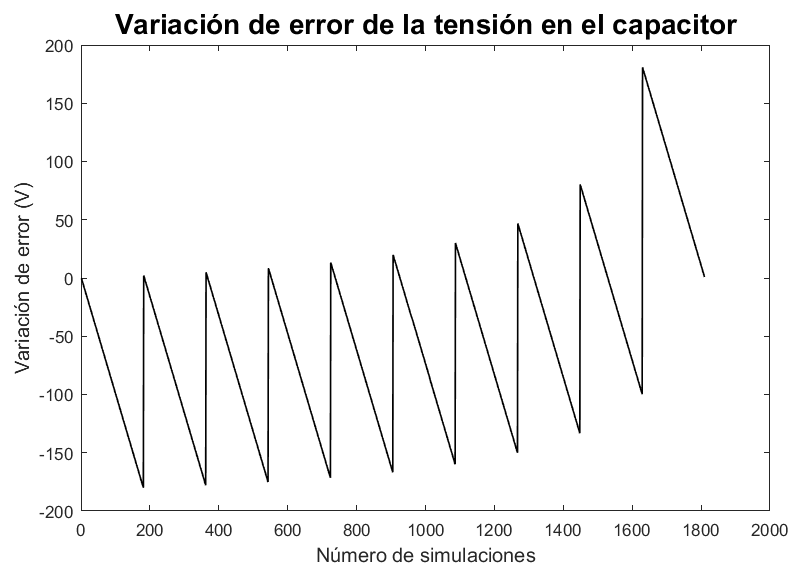 Variación de error de la tensión en el capacitor
200
150
100
50
0
-50
-100
-150
-200
Variación de error (V)
0 200 400 600 800 1000 1200 1400 1600 1800 2000
Número de simulaciones